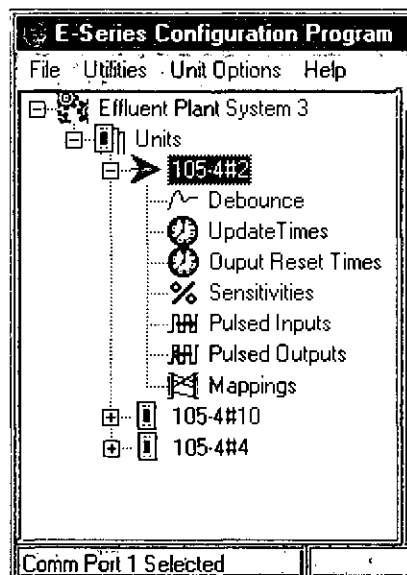 E-Series Configuration Program
File Utilities Unit Options Help
Effluent Plant System 3
Units
105-4#2
Debounce
UpdateTimes
Ouput Reset Times
Sensitivities
Pulsed Inputs
Pulsed Outputs
Mappings
105-4#10
105-4#4
Comm Port 1 Selected